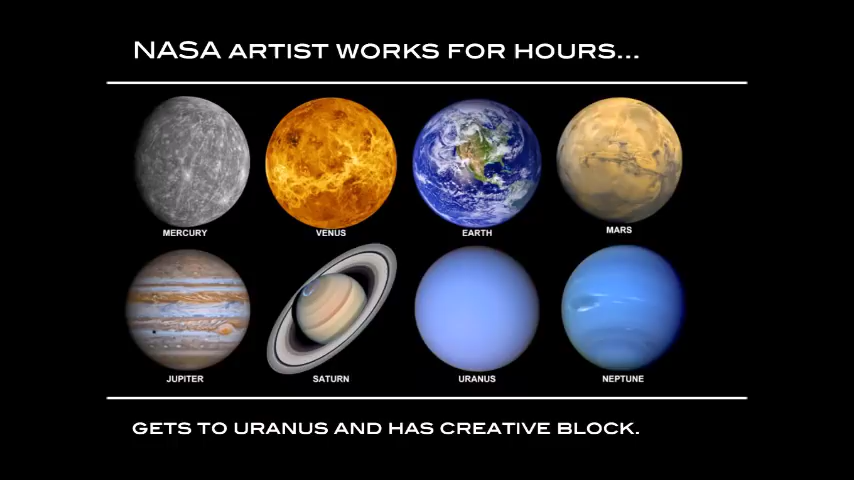 NASA ARTIST WORKS FOR HOURS...
MERCURY VENUS EARTH MARS
JUPITER SATURN URANUS NEPTUNE
GETS TO URANUS AND HAS CREATIVE BLOCK.